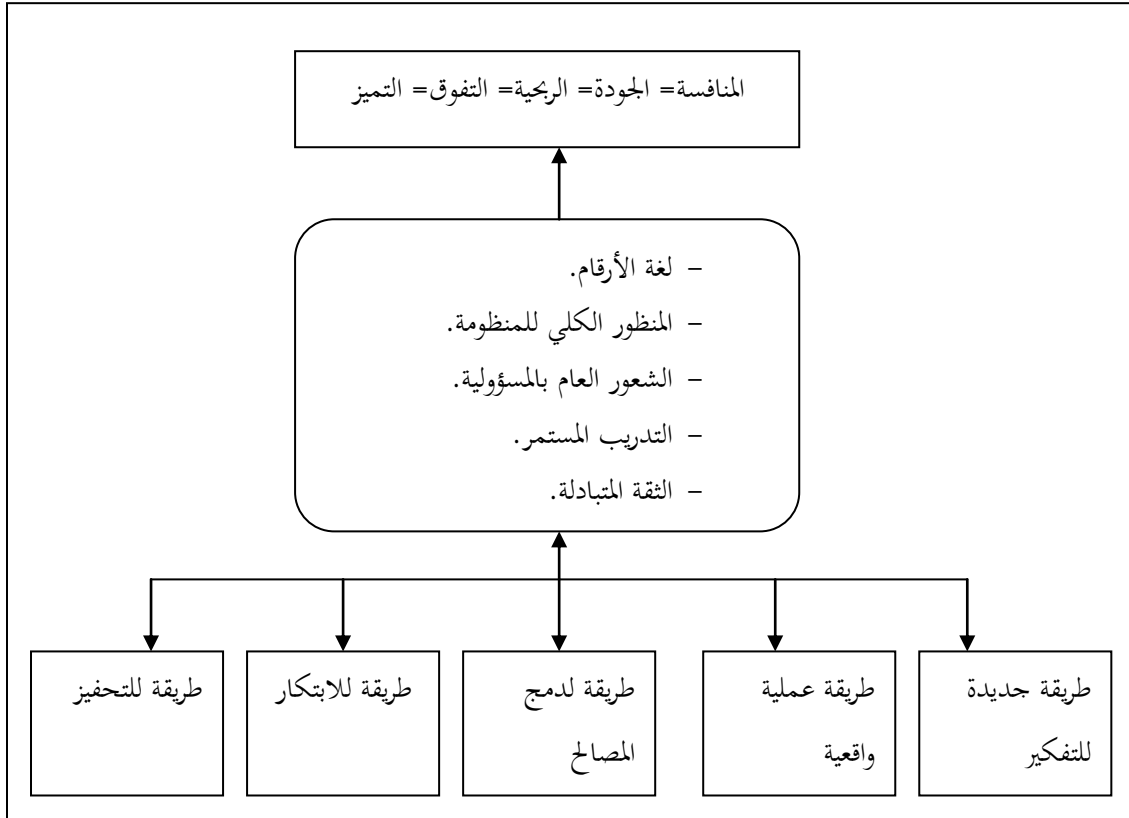 المنافسة= الجودة= الربحية= التفوق= التميز
– لغة الأرقام.
– المنظور الكلي للمنظومة.
– الشعور العام بالمسؤولية.
– التدريب المستمر.
– الثقة المتبادلة.
طريقة جديدة
للتفكير
طريقة عملية
واقعية
طريقة لدمج
المصالح
طريقة للابتكار
طريقة للتحفيز